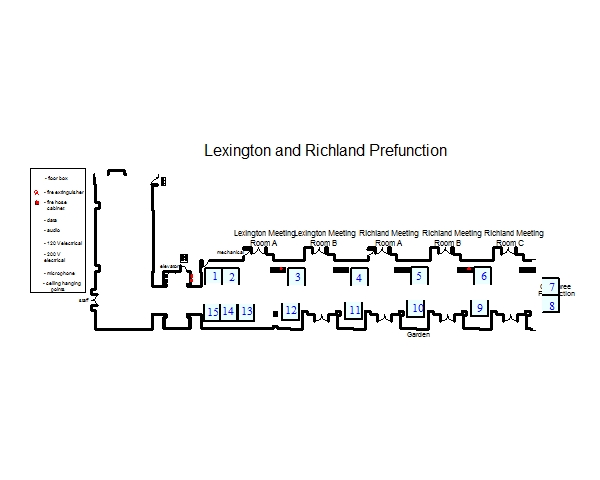 Lexington and Richland Prefunction
- floor box
- fire extinguisher
- fire hose
cabinet
- data
- audio
- 120 V electrical
- 200 V
electrical
- microphone
- ceiling hanging
points
staff
elevators
mechanical
Lexington Meeting
Room A
Lexington Meeting
Room B
Richland Meeting
Room A
Richland Meeting
Room B
Richland Meeting
Room C
1 2 3 4 5 6 7
15 14 13 12 11 10 9 8
Garden